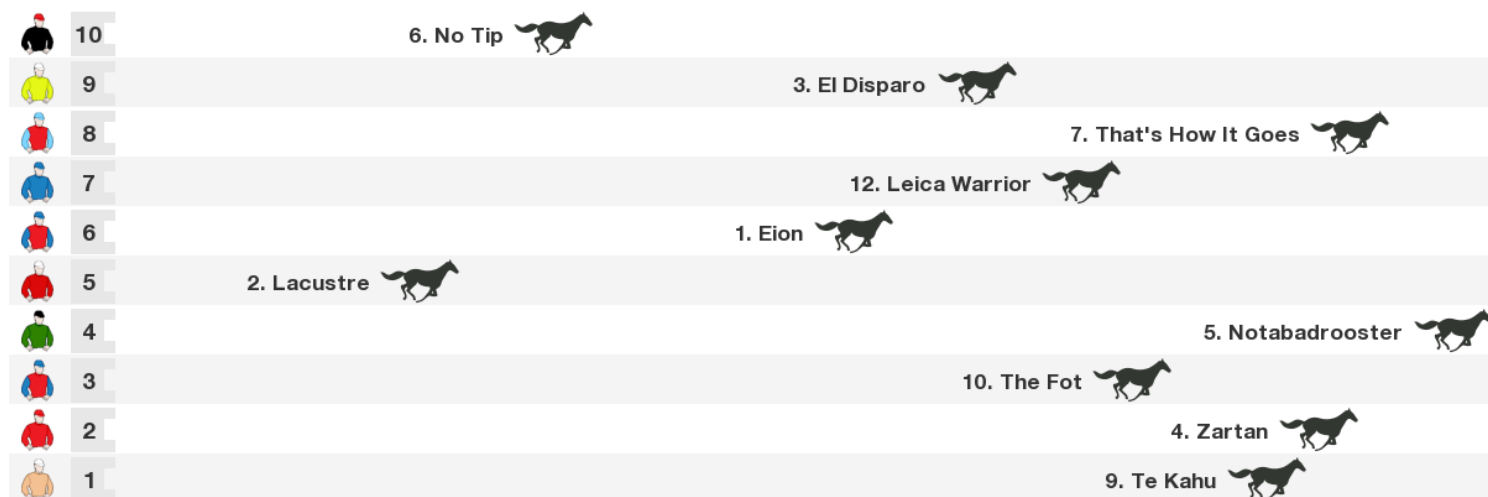 10 6. No Tip
9 3. El Disparo
8 7. That's How It Goes
7 12. Leica Warrior
6 1. Eion
5 2. Lacustre
4 5. Notabadrooster
3 10. The Fot
2 4. Zartan
1 9. Te Kahu